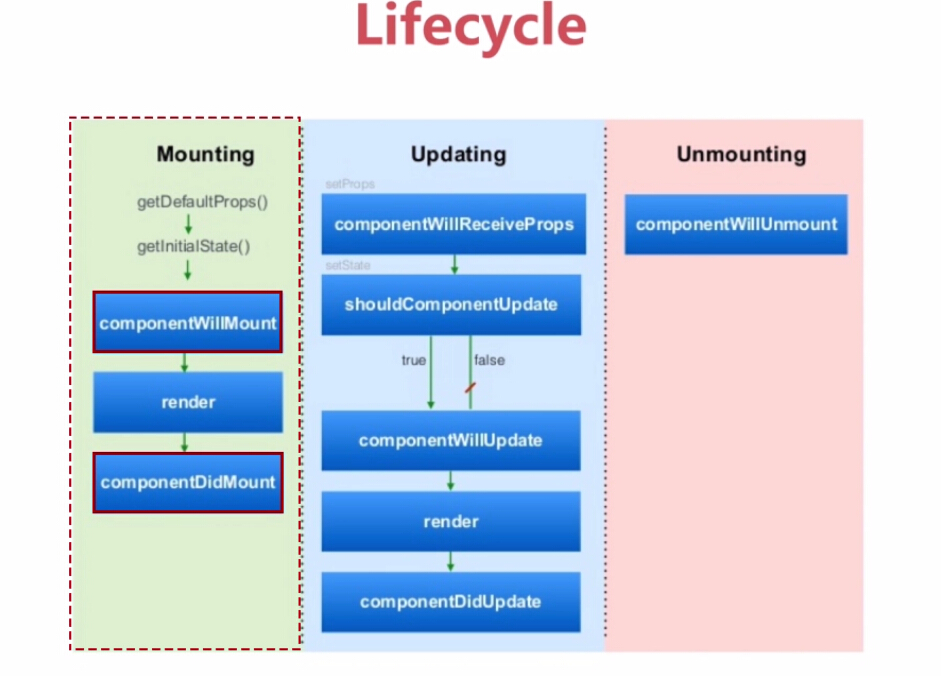 Lifecycle
Mounting
getDefaultProps()
getInitialState()
componentWillMount
render
componentDidMount
Updating
setProps
componentWillReceiveProps
setState
shouldComponentUpdate
true
false
componentWillUpdate
render
componentDidUpdate
Unmounting
componentWillUnmount